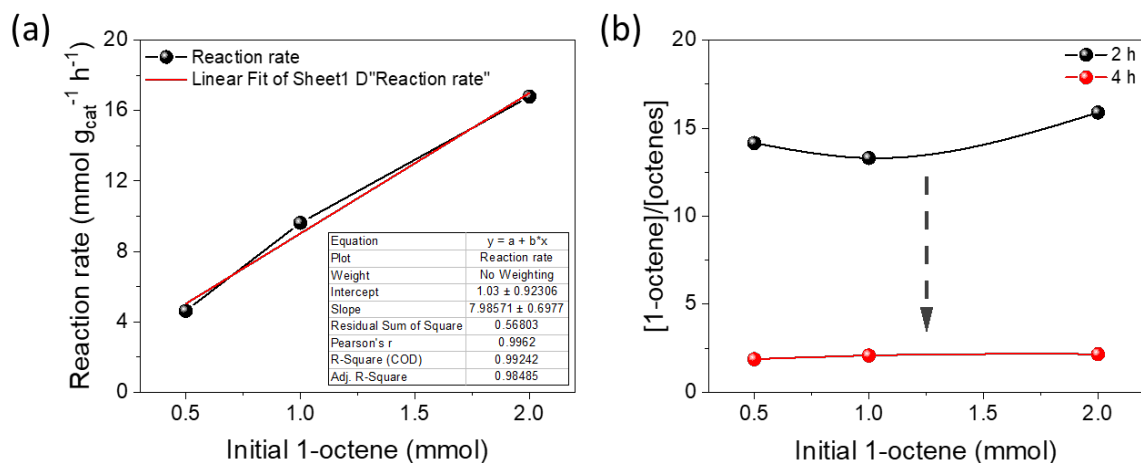 (a)
20
16
12
8
4
0
Reaction rate (mmol g_cat^-1 h^-1)
Reaction rate
Linear Fit of Sheet1 D"Reaction rate"
Equation y = a + b*x
Plot Reaction rate
Weight No Weighting
Intercept 1.03 ± 0.92306
Slope 7.98571 ± 0.6977
Residual Sum of Square 0.56803
Pearson's r 0.9962
R-Square (COD) 0.99242
Adj. R-Square 0.98485
0.5 1.0 1.5 2.0
Initial 1-octene (mmol)
(b)
20
15
10
5
0
[1-octene]/[octenes]
2 h
4 h
0.5 1.0 1.5 2.0
Initial 1-octene (mmol)